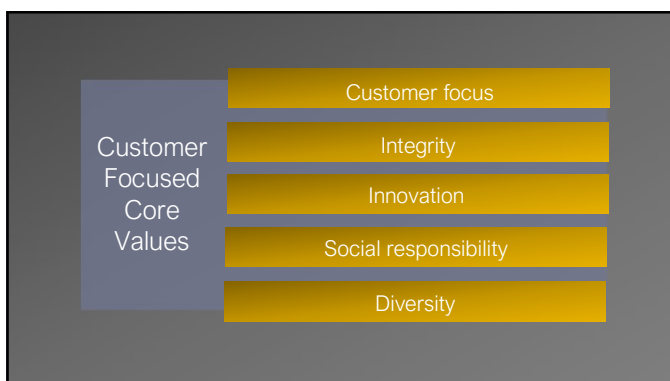 Customer
Focused
Core
Values
Customer focus
Integrity
Innovation
Social responsibility
Diversity